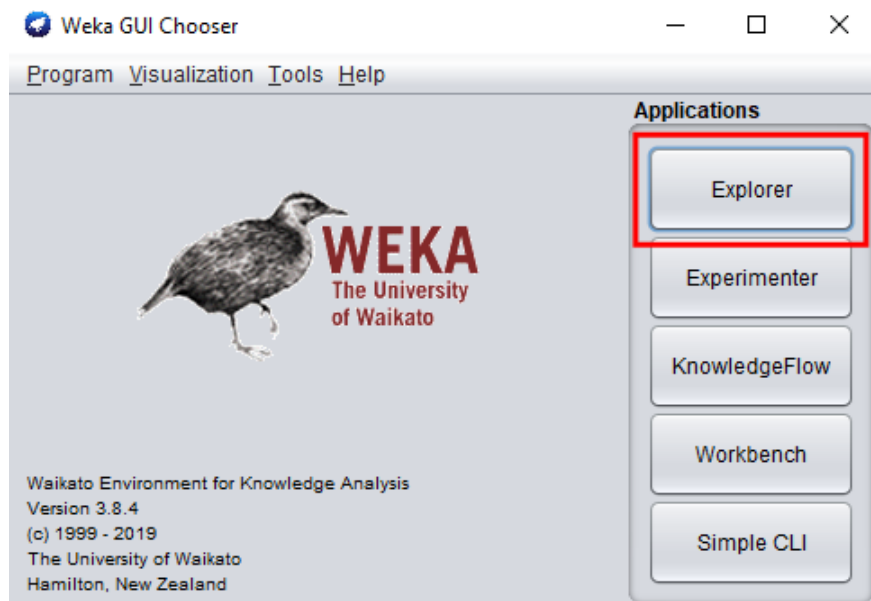 Weka GUI Chooser
Program Visualization Tools Help
Applications
Explorer
Experimenter
KnowledgeFlow
Workbench
Simple CLI
WEKA
The University
of Waikato
Waikato Environment for Knowledge Analysis
Version 3.8.4
(c) 1999 - 2019
The University of Waikato
Hamilton, New Zealand